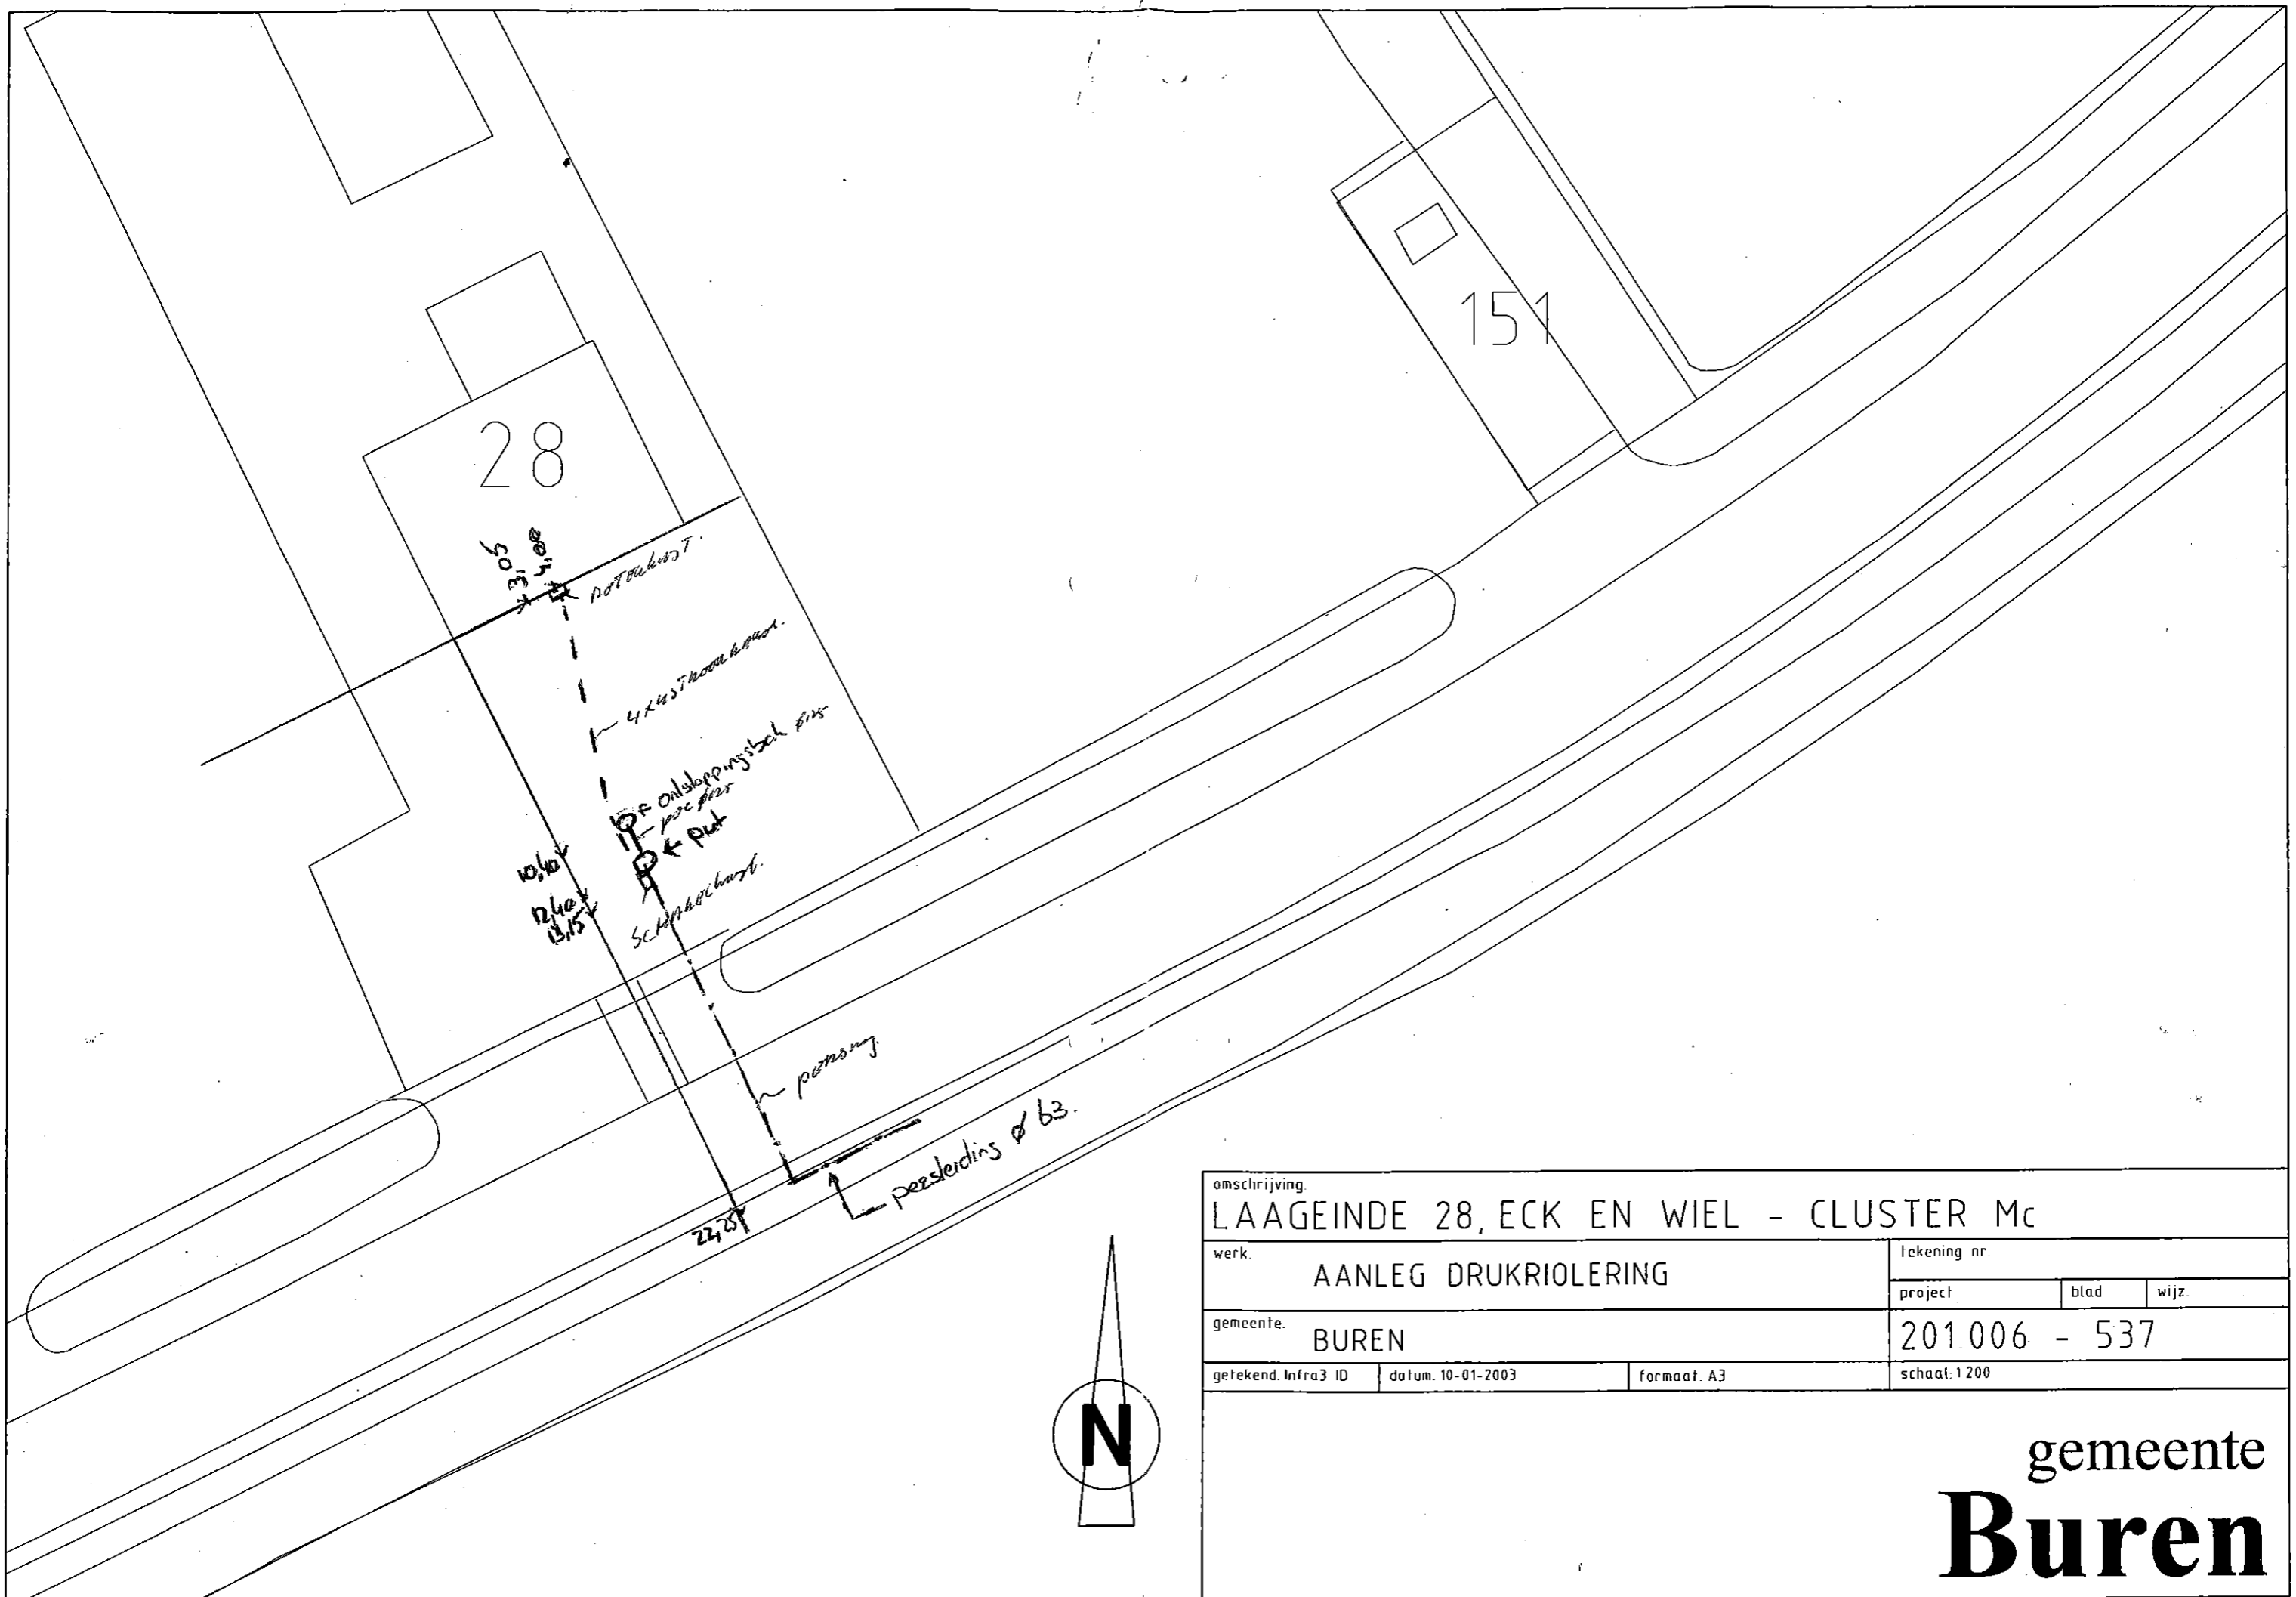 151
28
3,05
4,00
ontstoppingsbak
put
10,40
12,40
13,15
persing
persleiding ø 63.
22,25
omschrijving.
LAAGEINDE 28, ECK EN WIEL - CLUSTER Mc
werk.
AANLEG DRUKRIOLERING
tekening nr.
project blad wijz.
gemeente.
BUREN
201.006 - 537
getekend. Infra3 ID datum. 10-01-2003 formaat. A3 schaal: 1 200
N
gemeente
Buren